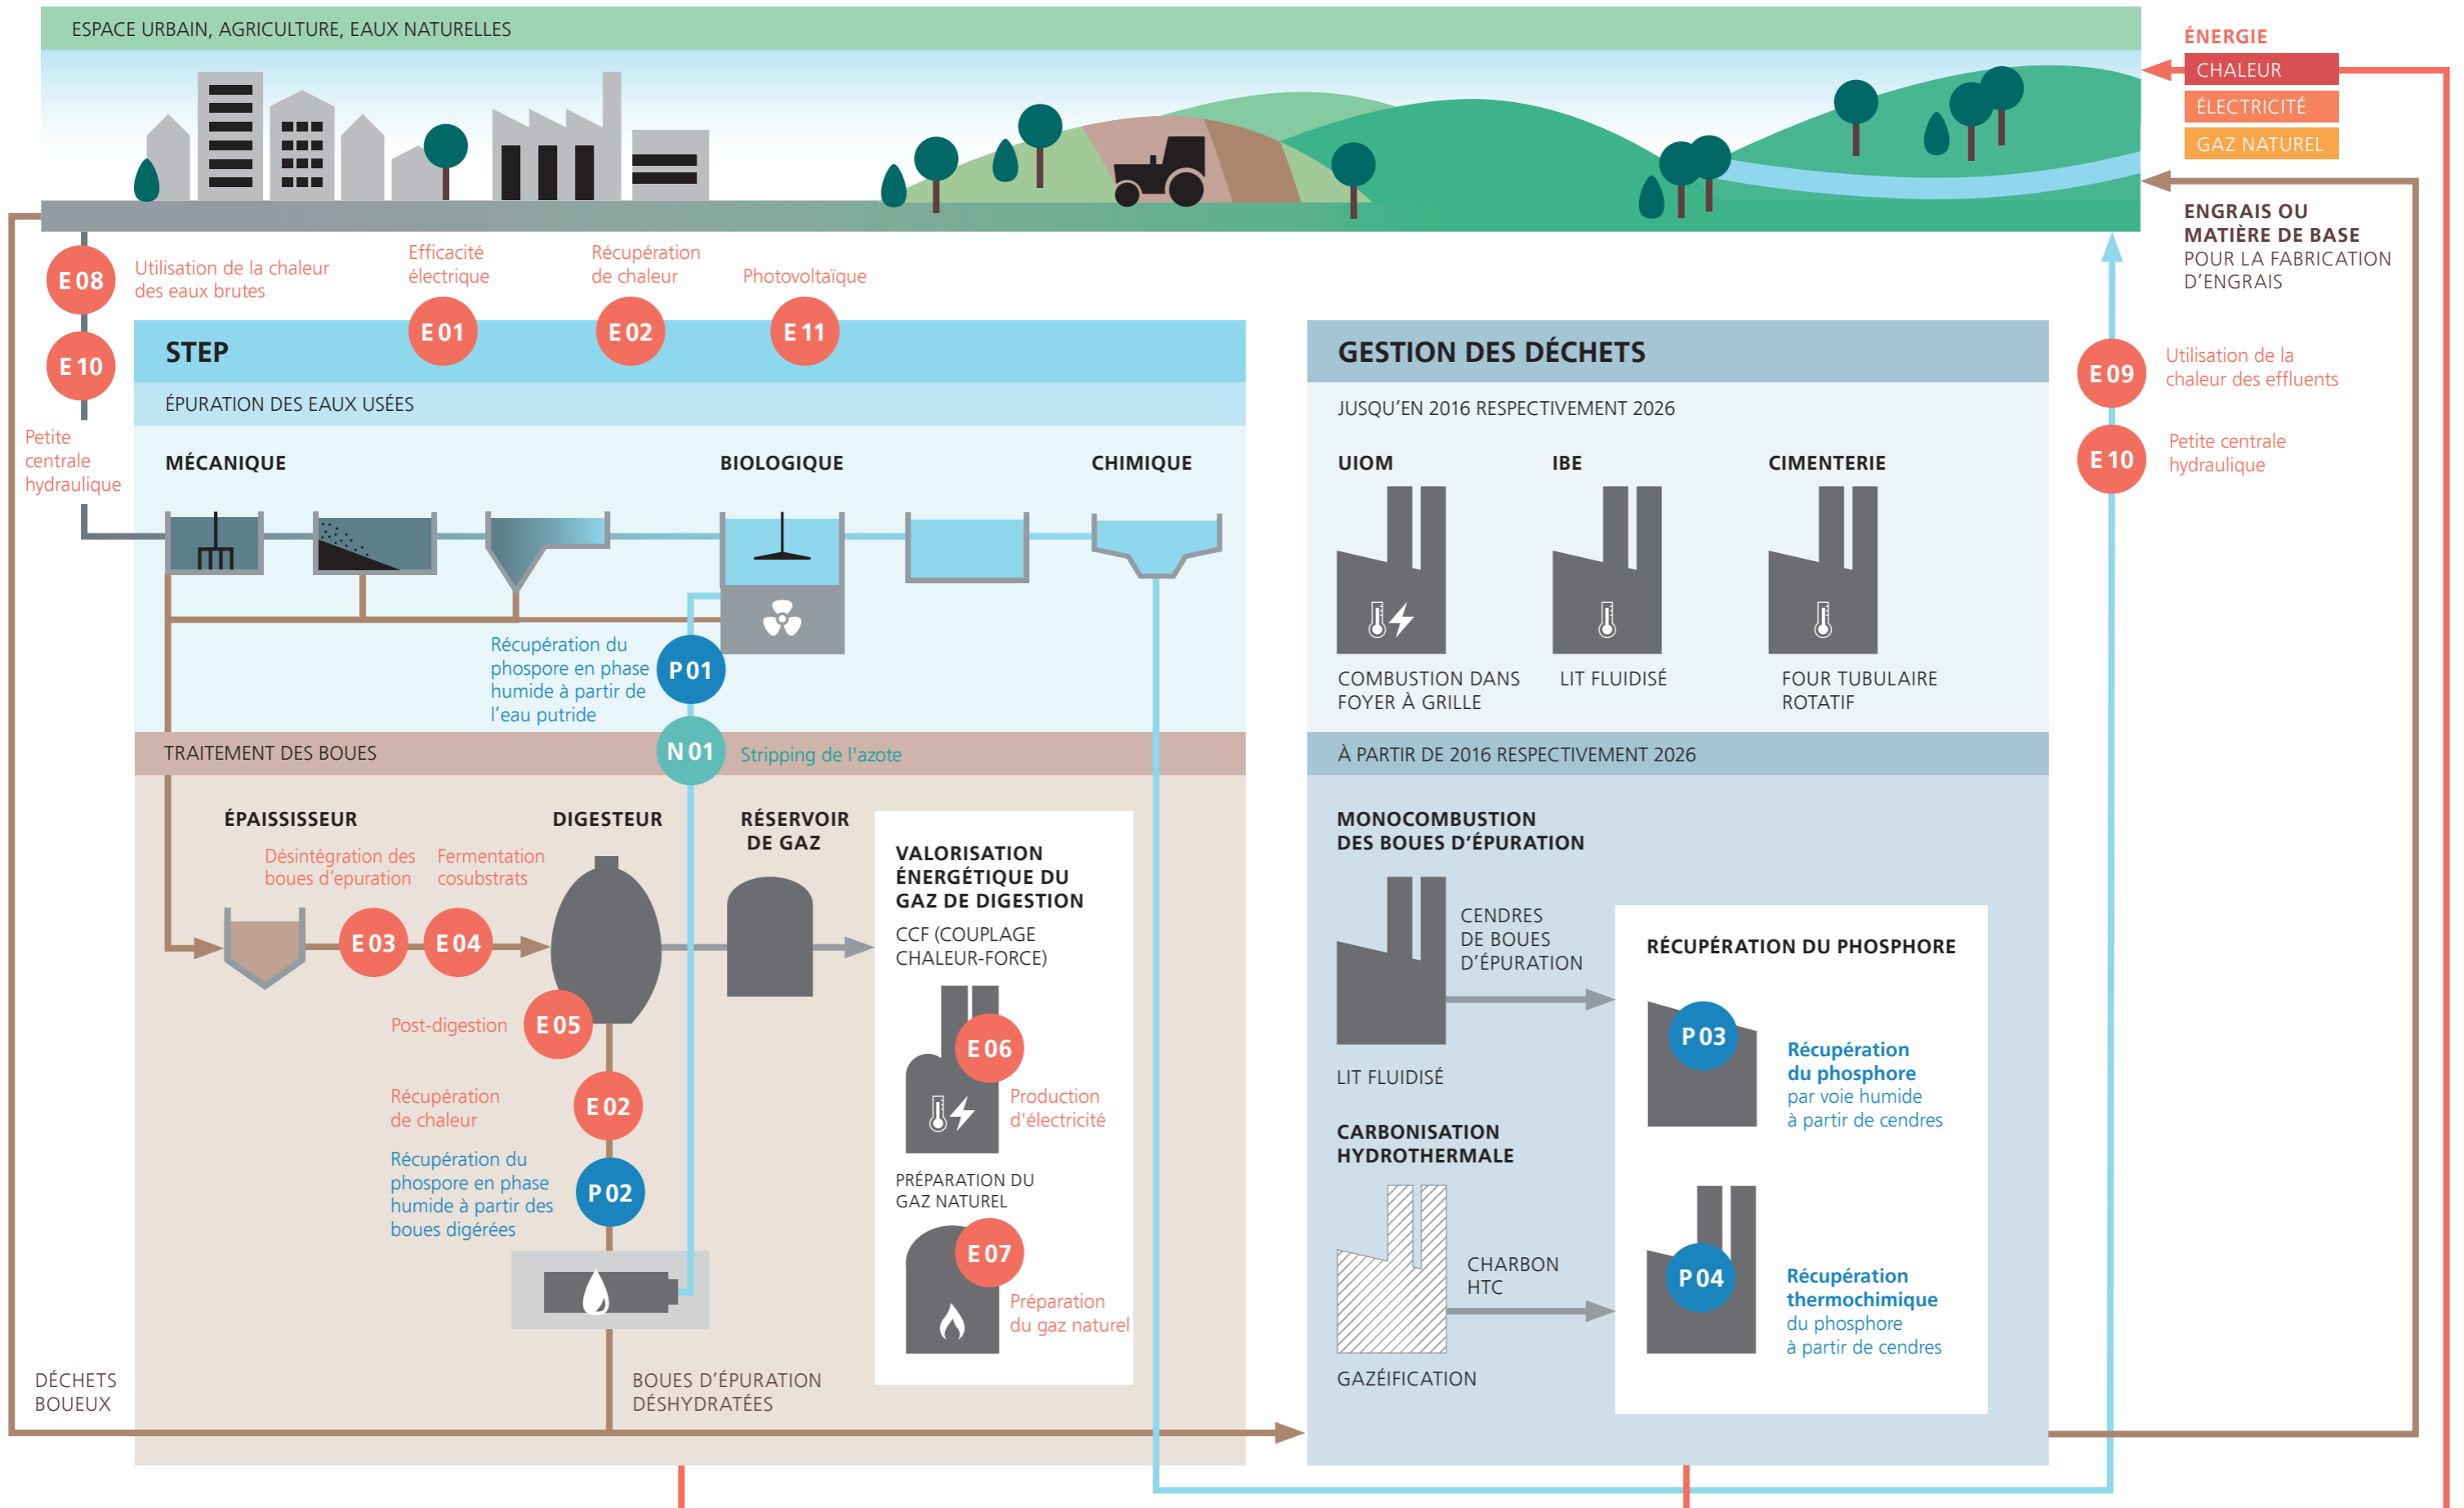 ESPACE URBAIN, AGRICULTURE, EAUX NATURELLES
ÉNERGIE
CHALEUR
ÉLECTRICITÉ
GAZ NATUREL
ENGRAIS OU
MATIÈRE DE BASE
POUR LA FABRICATION
D'ENGRAIS
E 08
Utilisation de la chaleur
des eaux brutes
E 10
Petite
centrale
hydraulique
Efficacité
électrique
E 01
Récupération
de chaleur
E 02
Photovoltaïque
E 11
STEP
ÉPURATION DES EAUX USÉES
MÉCANIQUE
BIOLOGIQUE
CHIMIQUE
Récupération du
phospore en phase
humide à partir de
l'eau putride
P 01
N 01
Stripping de l'azote
TRAITEMENT DES BOUES
ÉPAISSISSEUR
DIGESTEUR
RÉSERVOIR
DE GAZ
Désintégration des
boues d'epuration
Fermentation
cosubstrats
E 03
E 04
Post-digestion
E 05
Récupération
de chaleur
E 02
Récupération du
phospore en phase
humide à partir des
boues digérées
P 02
VALORISATION
ÉNERGÉTIQUE DU
GAZ DE DIGESTION
CCF (COUPLAGE
CHALEUR-FORCE)
E 06
Production
d'électricité
PRÉPARATION DU
GAZ NATUREL
E 07
Préparation
du gaz naturel
DÉCHETS
BOUEUX
BOUES D'ÉPURATION
DÉSHYDRATÉES
GESTION DES DÉCHETS
JUSQU'EN 2016 RESPECTIVEMENT 2026
UIOM
IBE
CIMENTERIE
COMBUSTION DANS
FOYER À GRILLE
LIT FLUIDISÉ
FOUR TUBULAIRE
ROTATIF
À PARTIR DE 2016 RESPECTIVEMENT 2026
MONOCOMBUSTION
DES BOUES D'ÉPURATION
CENDRES
DE BOUES
D'ÉPURATION
LIT FLUIDISÉ
CARBONISATION
HYDROTHERMALE
CHARBON
HTC
GAZÉIFICATION
RÉCUPÉRATION DU PHOSPHORE
P 03
Récupération
du phosphore
par voie humide
à partir de cendres
P 04
Récupération
thermochimique
du phosphore
à partir de cendres
E 09
Utilisation de la
chaleur des effluents
E 10
Petite centrale
hydraulique